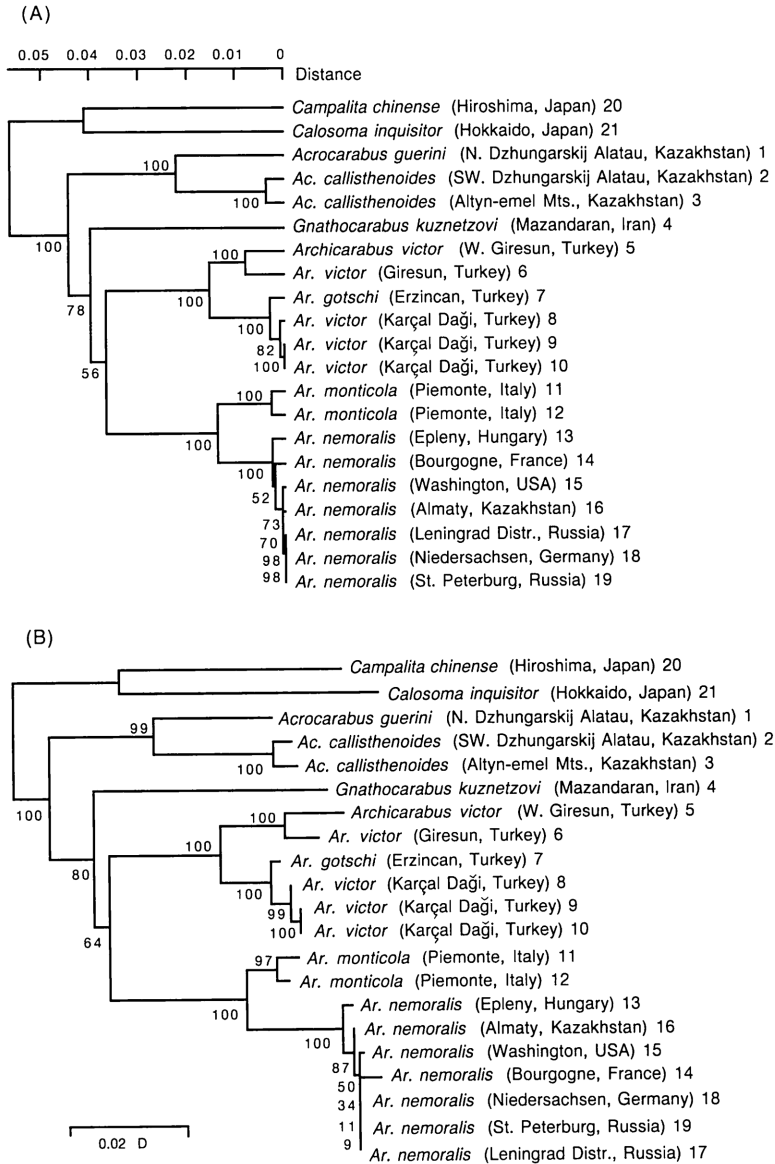 (A)
0.05 0.04 0.03 0.02 0.01 0
Distance
Campalita chinense (Hiroshima, Japan) 20
Calosoma inquisitor (Hokkaido, Japan) 21
100 Acrocarabus guerini (N. Dzhungarskij Alatau, Kazakhstan) 1
Ac. callisthenoides (SW. Dzhungarskij Alatau, Kazakhstan) 2
100 Ac. callisthenoides (Altyn-emel Mts., Kazakhstan) 3
100 Gnathocarabus kuznetzovi (Mazandaran, Iran) 4
100 Archicarabus victor (W. Giresun, Turkey) 5
Ar. victor (Giresun, Turkey) 6
78 100 Ar. gotschi (Erzincan, Turkey) 7
100 Ar. victor (Karçal Daği, Turkey) 8
82 Ar. victor (Karçal Daği, Turkey) 9
56 100 Ar. victor (Karçal Daği, Turkey) 10
100 Ar. monticola (Piemonte, Italy) 11
Ar. monticola (Piemonte, Italy) 12
100 Ar. nemoralis (Epleny, Hungary) 13
100 Ar. nemoralis (Bourgogne, France) 14
52 Ar. nemoralis (Washington, USA) 15
73 Ar. nemoralis (Almaty, Kazakhstan) 16
70 Ar. nemoralis (Leningrad Distr., Russia) 17
98 Ar. nemoralis (Niedersachsen, Germany) 18
98 Ar. nemoralis (St. Peterburg, Russia) 19
(B)
Campalita chinense (Hiroshima, Japan) 20
Calosoma inquisitor (Hokkaido, Japan) 21
99 Acrocarabus guerini (N. Dzhungarskij Alatau, Kazakhstan) 1
Ac. callisthenoides (SW. Dzhungarskij Alatau, Kazakhstan) 2
100 Ac. callisthenoides (Altyn-emel Mts., Kazakhstan) 3
100 Gnathocarabus kuznetzovi (Mazandaran, Iran) 4
100 Archicarabus victor (W. Giresun, Turkey) 5
Ar. victor (Giresun, Turkey) 6
80 100 Ar. gotschi (Erzincan, Turkey) 7
100 Ar. victor (Karçal Daği, Turkey) 8
99 Ar. victor (Karçal Daği, Turkey) 9
64 100 Ar. victor (Karçal Daği, Turkey) 10
97 Ar. monticola (Piemonte, Italy) 11
Ar. monticola (Piemonte, Italy) 12
100 Ar. nemoralis (Epleny, Hungary) 13
100 Ar. nemoralis (Almaty, Kazakhstan) 16
87 Ar. nemoralis (Washington, USA) 15
50 Ar. nemoralis (Bourgogne, France) 14
34 Ar. nemoralis (Niedersachsen, Germany) 18
11 Ar. nemoralis (St. Peterburg, Russia) 19
9 Ar. nemoralis (Leningrad Distr., Russia) 17
0.02 D